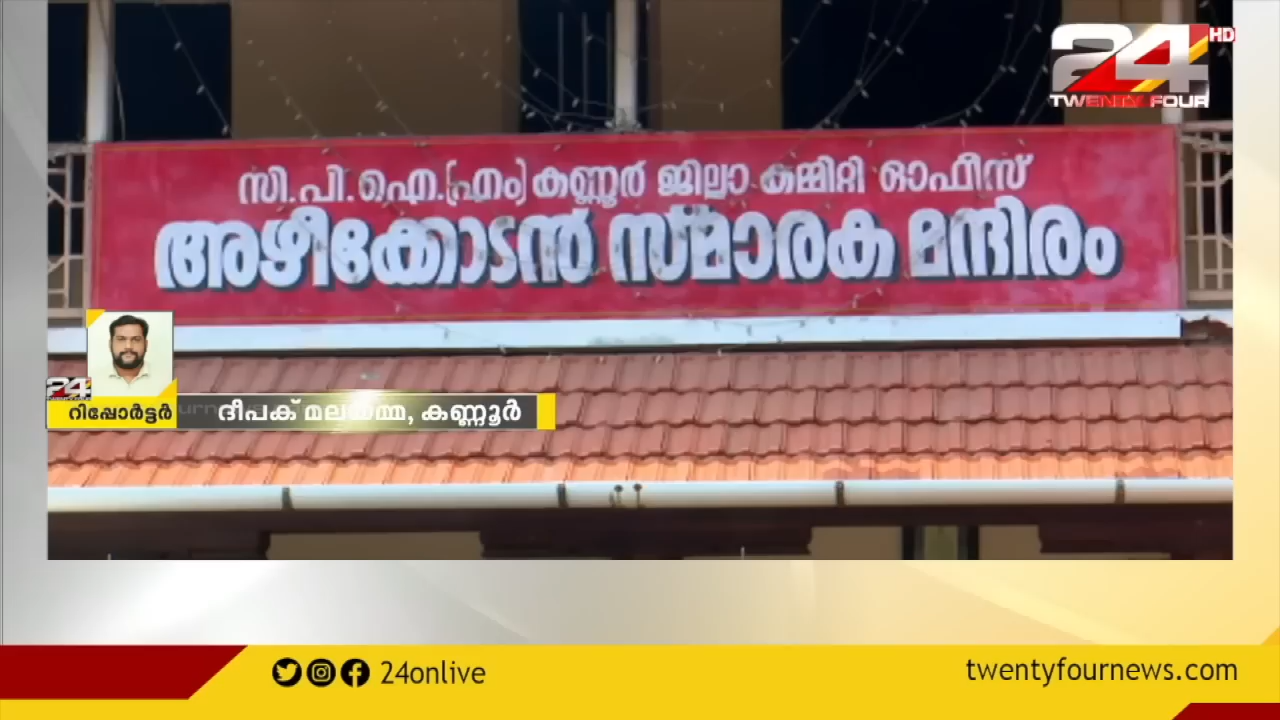 24 HD
TWENTY FOUR
സി.പി.ഐ.(എം) കണ്ണൂർ ജില്ലാ കമ്മിറ്റി ഓഫീസ്
അഴീക്കോടൻ സ്മാരക മന്ദിരം
24
റിപ്പോർട്ടർ
ദീപക് മലയമ്മ, കണ്ണൂർ
24onlive
twentyfournews.com